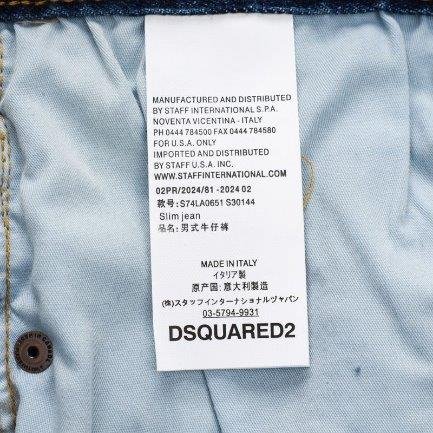 MANUFACTURED AND DISTRIBUTED
BY STAFF INTERNATIONAL S.P.A.
NOVENTA VICENTINA - ITALY
PH 0444 784500 FAX 0444 784580
FOR U.S.A. ONLY
IMPORTED AND DISTRIBUTED
BY STAFF U.S.A. INC.
WWW.STAFFINTERNATIONAL.COM
02PR/2024/81 -2024 02
款号: S74LA0651 S30144
Slim jean
品名: 男式牛仔裤
MADE IN ITALY
イタリア製
原产国: 意大利製造
(株)スタッフインターナショナルジャパン
03-5794-9931
DSQUARED2